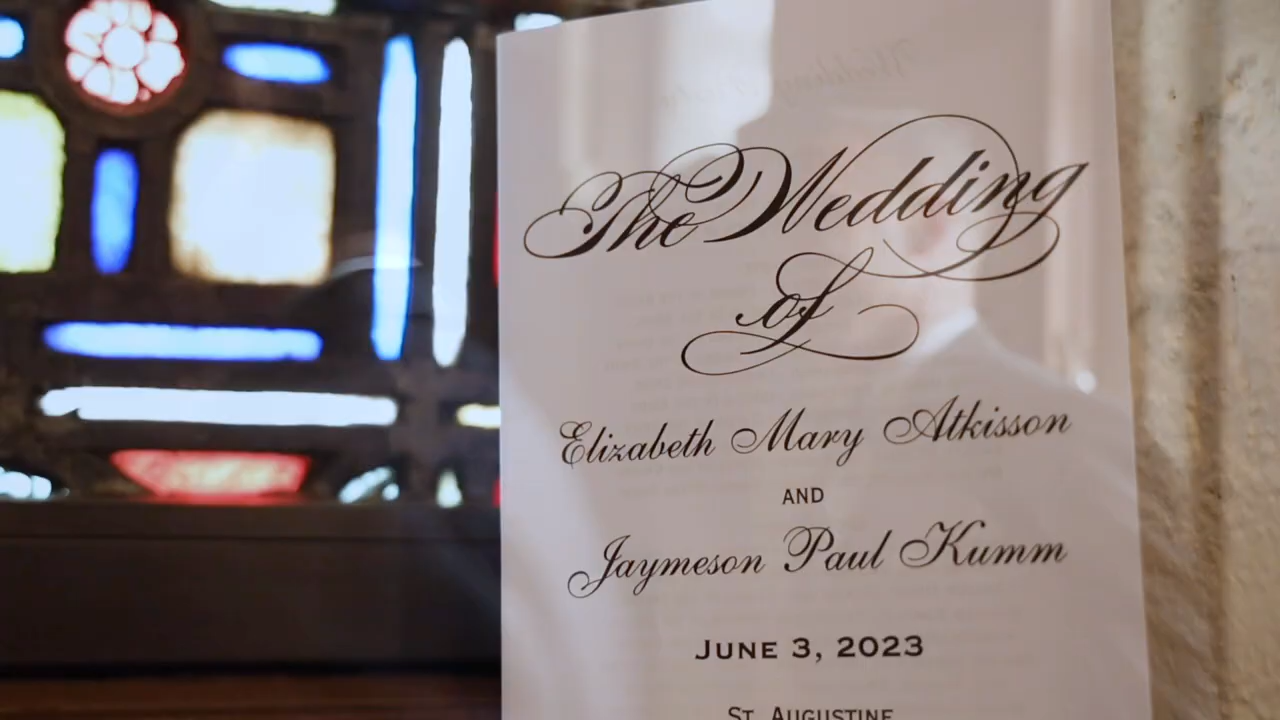 The Wedding
of
Elizabeth Mary Atkisson
AND
Jaymeson Paul Kumm
JUNE 3, 2023
ST. AUGUSTINE